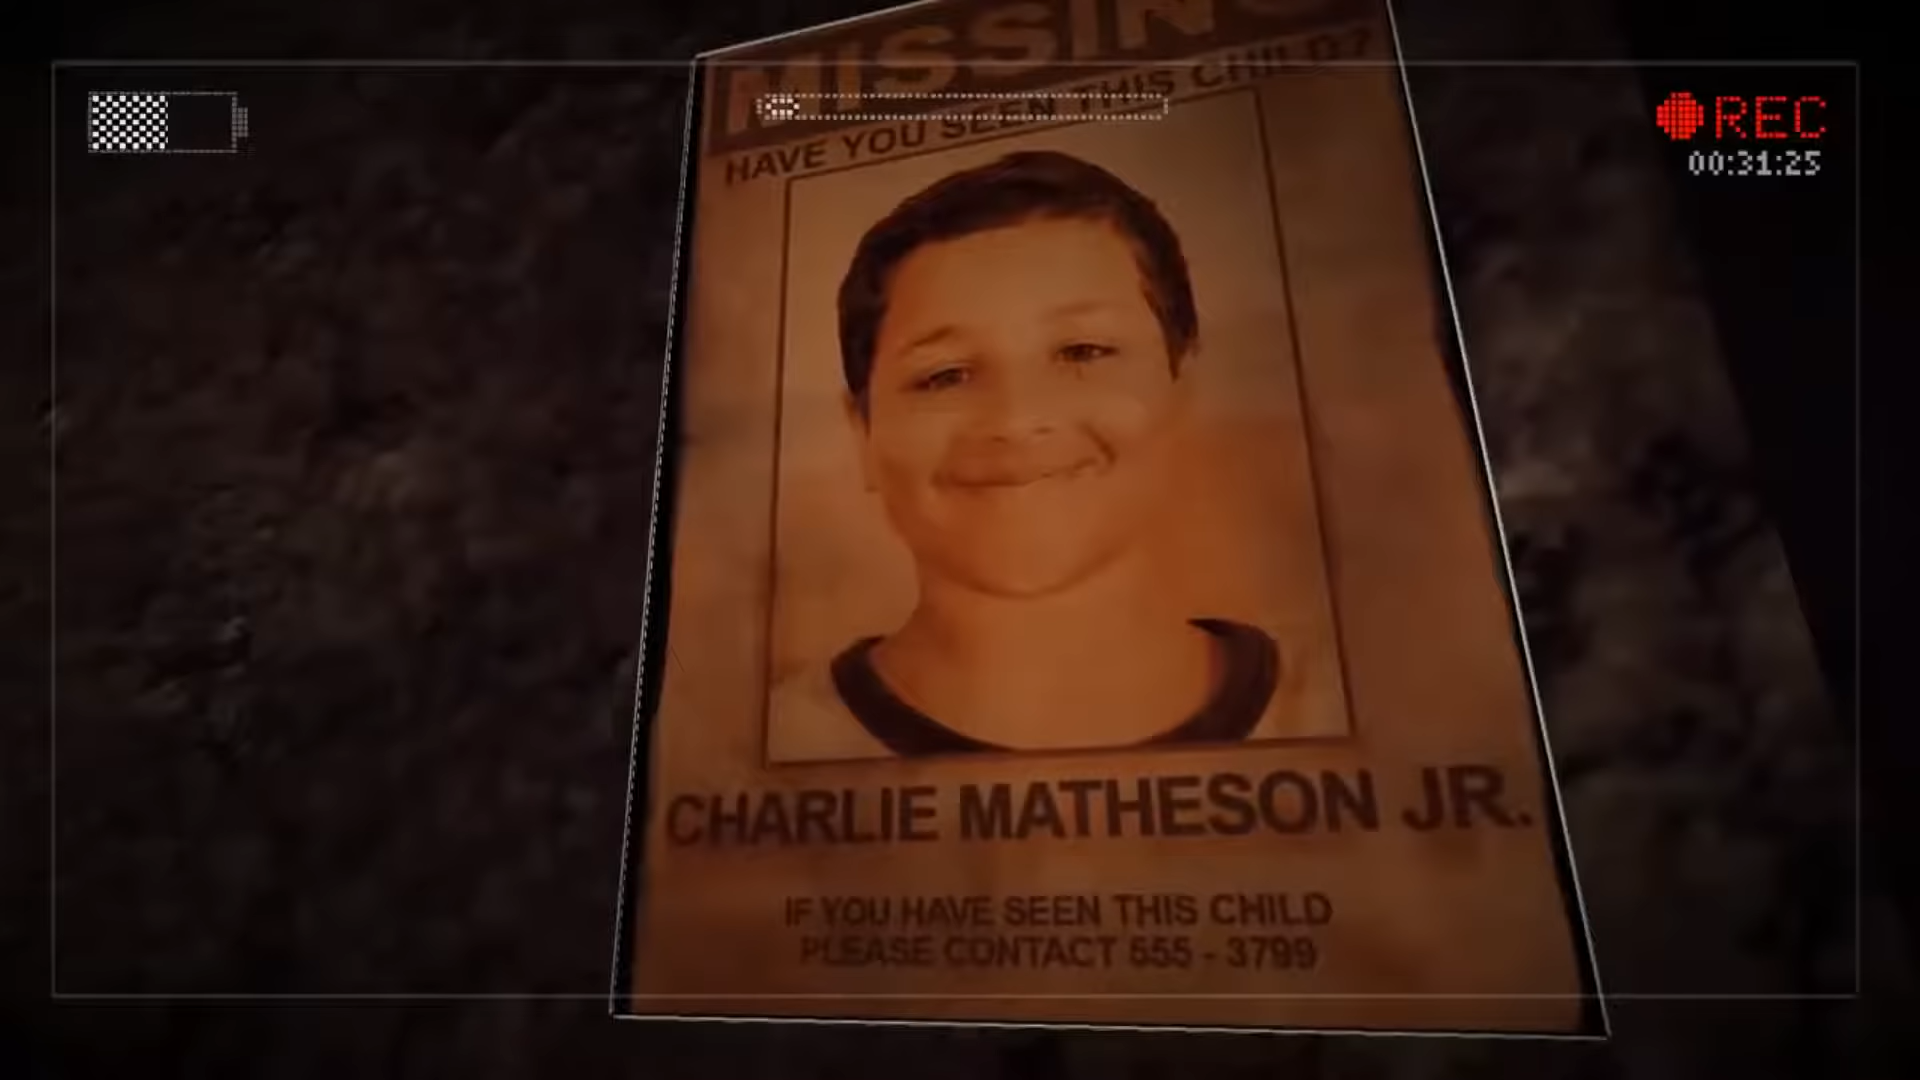 MISSING
REC
HAVE YOU SEEN THIS CHILD?
00:31:25
CHARLIE MATHESON JR.
IF YOU HAVE SEEN THIS CHILD
PLEASE CONTACT 555 - 3799